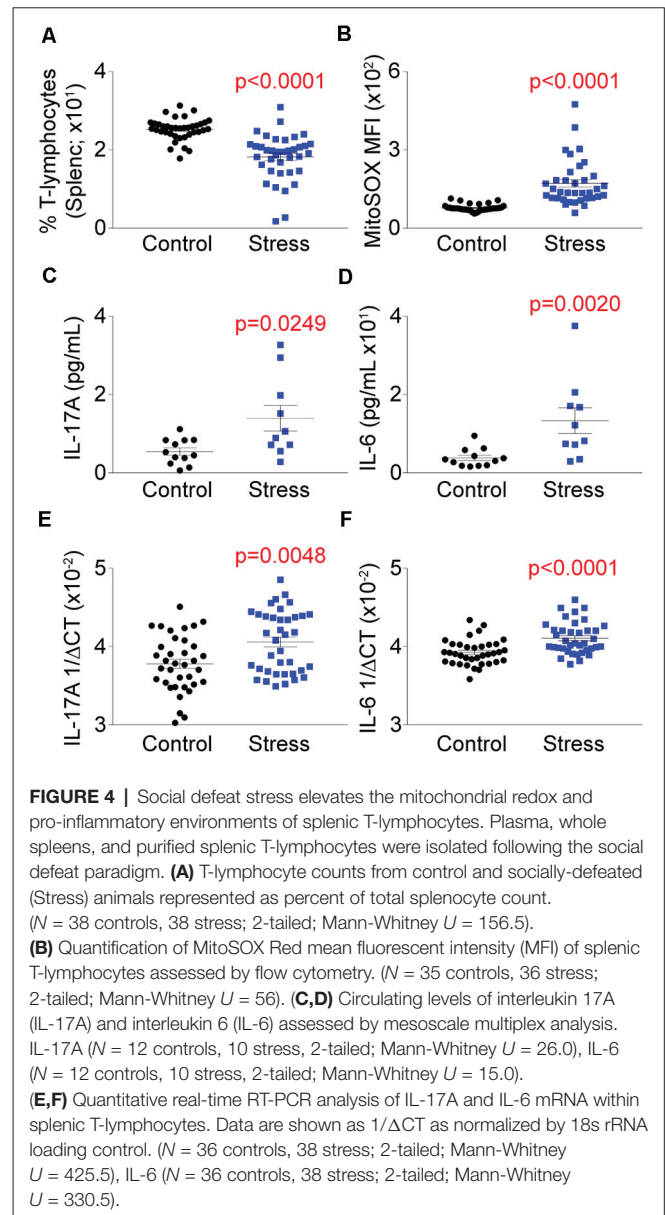 A
B
% T-lymphocytes
(Splenc; x10¹)
4
2
0
p<0.0001
Control Stress
MitoSOX MFI (x10²)
6
3
0
p<0.0001
Control Stress
C
D
IL-17A (pg/mL)
4
2
0
p=0.0249
Control Stress
IL-6 (pg/mL x10¹)
4
2
0
p=0.0020
Control Stress
E
F
IL-17A 1/ΔCT (x10⁻²)
5
4
3
p=0.0048
Control Stress
IL-6 1/ΔCT (x10⁻²)
5
4
3
p<0.0001
Control Stress
FIGURE 4 | Social defeat stress elevates the mitochondrial redox and
pro-inflammatory environments of splenic T-lymphocytes. Plasma, whole
spleens, and purified splenic T-lymphocytes were isolated following the social
defeat paradigm. (A) T-lymphocyte counts from control and socially-defeated
(Stress) animals represented as percent of total splenocyte count.
(N = 38 controls, 38 stress; 2-tailed; Mann-Whitney U = 156.5).
(B) Quantification of MitoSOX Red mean fluorescent intensity (MFI) of splenic
T-lymphocytes assessed by flow cytometry. (N = 35 controls, 36 stress;
2-tailed; Mann-Whitney U = 56). (C,D) Circulating levels of interleukin 17A
(IL-17A) and interleukin 6 (IL-6) assessed by mesoscale multiplex analysis.
IL-17A (N = 12 controls, 10 stress, 2-tailed; Mann-Whitney U = 26.0), IL-6
(N = 12 controls, 10 stress, 2-tailed; Mann-Whitney U = 15.0).
(E,F) Quantitative real-time RT-PCR analysis of IL-17A and IL-6 mRNA within
splenic T-lymphocytes. Data are shown as 1/ΔCT as normalized by 18s rRNA
loading control. (N = 36 controls, 38 stress; 2-tailed; Mann-Whitney
U = 425.5), IL-6 (N = 36 controls, 38 stress; 2-tailed; Mann-Whitney
U = 330.5).